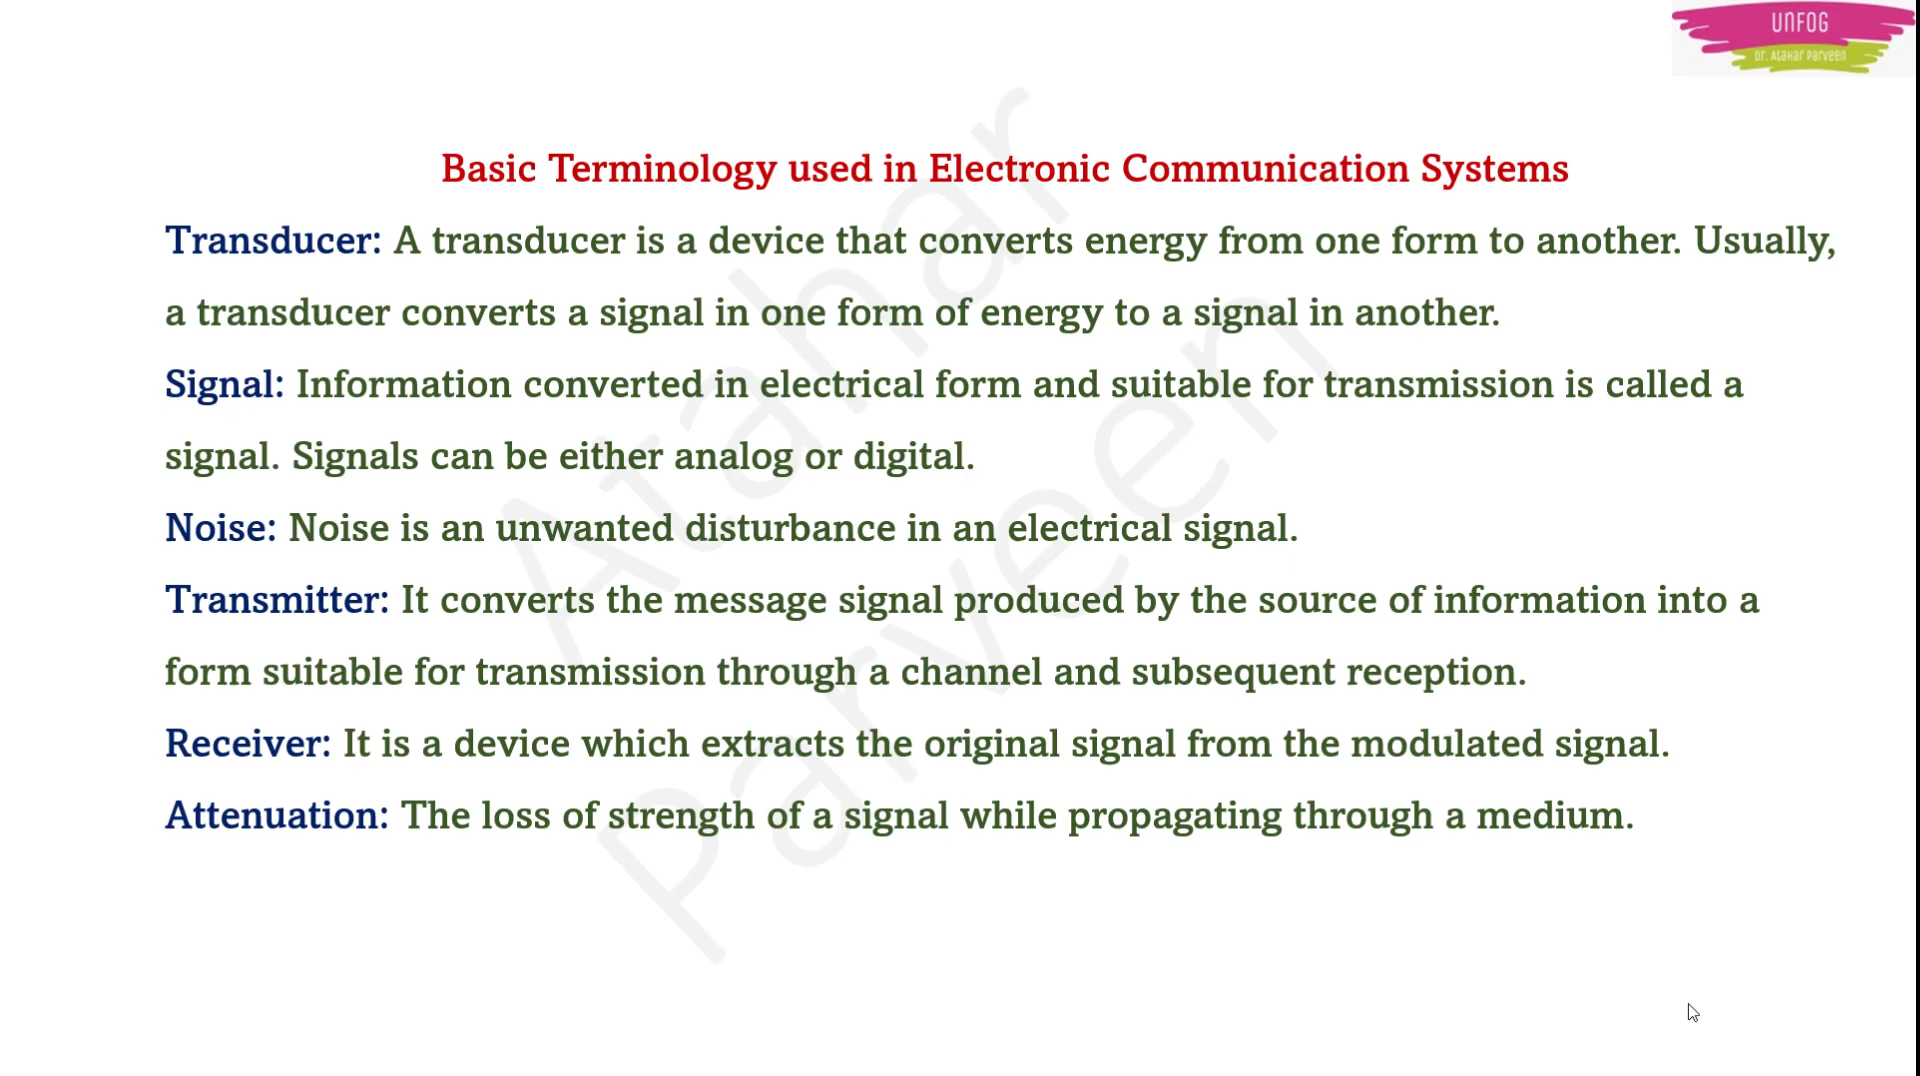 UNFOG
Dr. Atahar Parveen
Basic Terminology used in Electronic Communication Systems
Transducer: A transducer is a device that converts energy from one form to another. Usually,
a transducer converts a signal in one form of energy to a signal in another.
Signal: Information converted in electrical form and suitable for transmission is called a
signal. Signals can be either analog or digital.
Noise: Noise is an unwanted disturbance in an electrical signal.
Transmitter: It converts the message signal produced by the source of information into a
form suitable for transmission through a channel and subsequent reception.
Receiver: It is a device which extracts the original signal from the modulated signal.
Attenuation: The loss of strength of a signal while propagating through a medium.
Atahar
Parveen